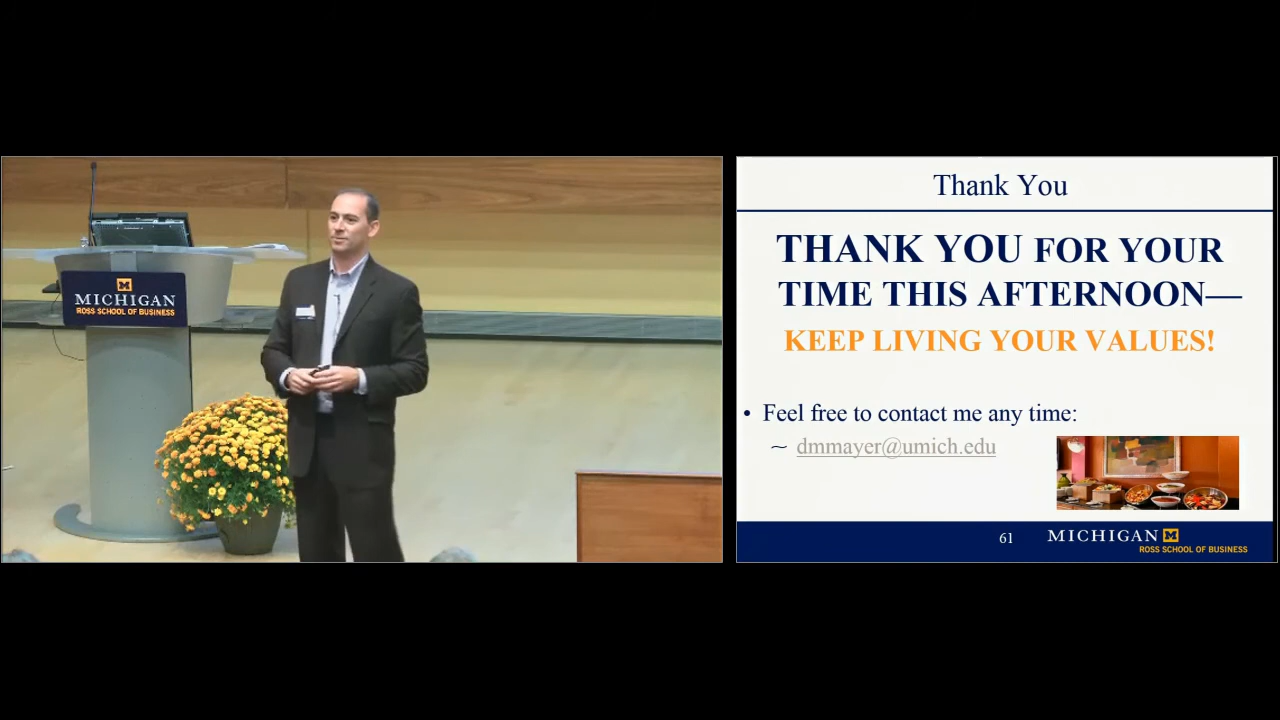 MICHIGAN
ROSS SCHOOL OF BUSINESS
Thank You
THANK YOU FOR YOUR
TIME THIS AFTERNOON—
KEEP LIVING YOUR VALUES!
• Feel free to contact me any time:
~ dmmayer@umich.edu
61
MICHIGAN
ROSS SCHOOL OF BUSINESS